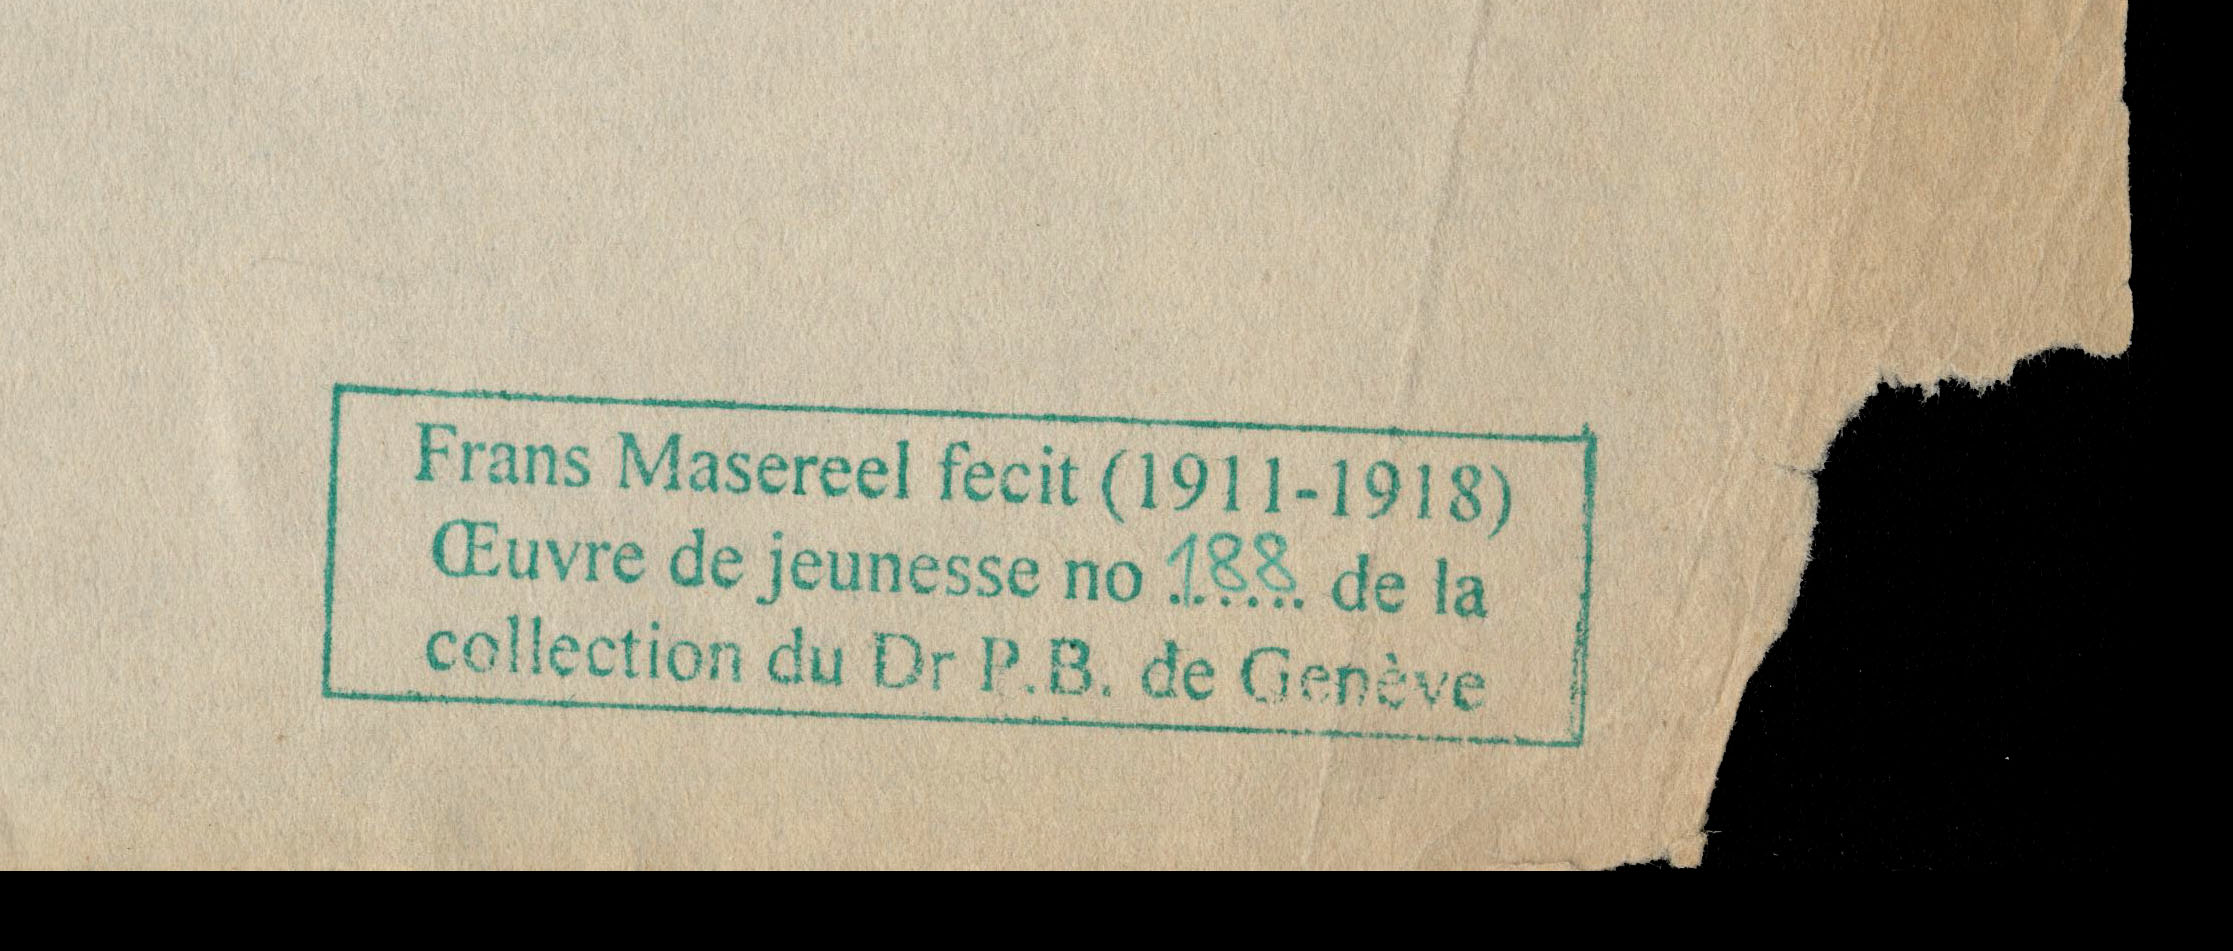 Frans Masereel fecit (1911-1918)
Œuvre de jeunesse no 188 de la
collection du Dr P.B. de Genève